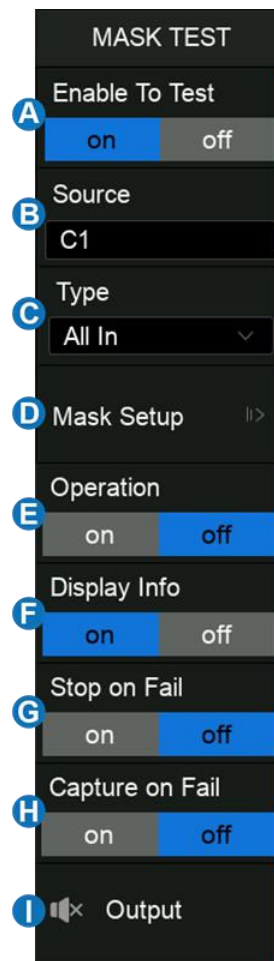 MASK TEST
Enable To Test
A
on off
Source
B
C1
Type
C
All In
D Mask Setup
Operation
E
on off
Display Info
F
on off
Stop on Fail
G
on off
Capture on Fail
H
on off
I Output